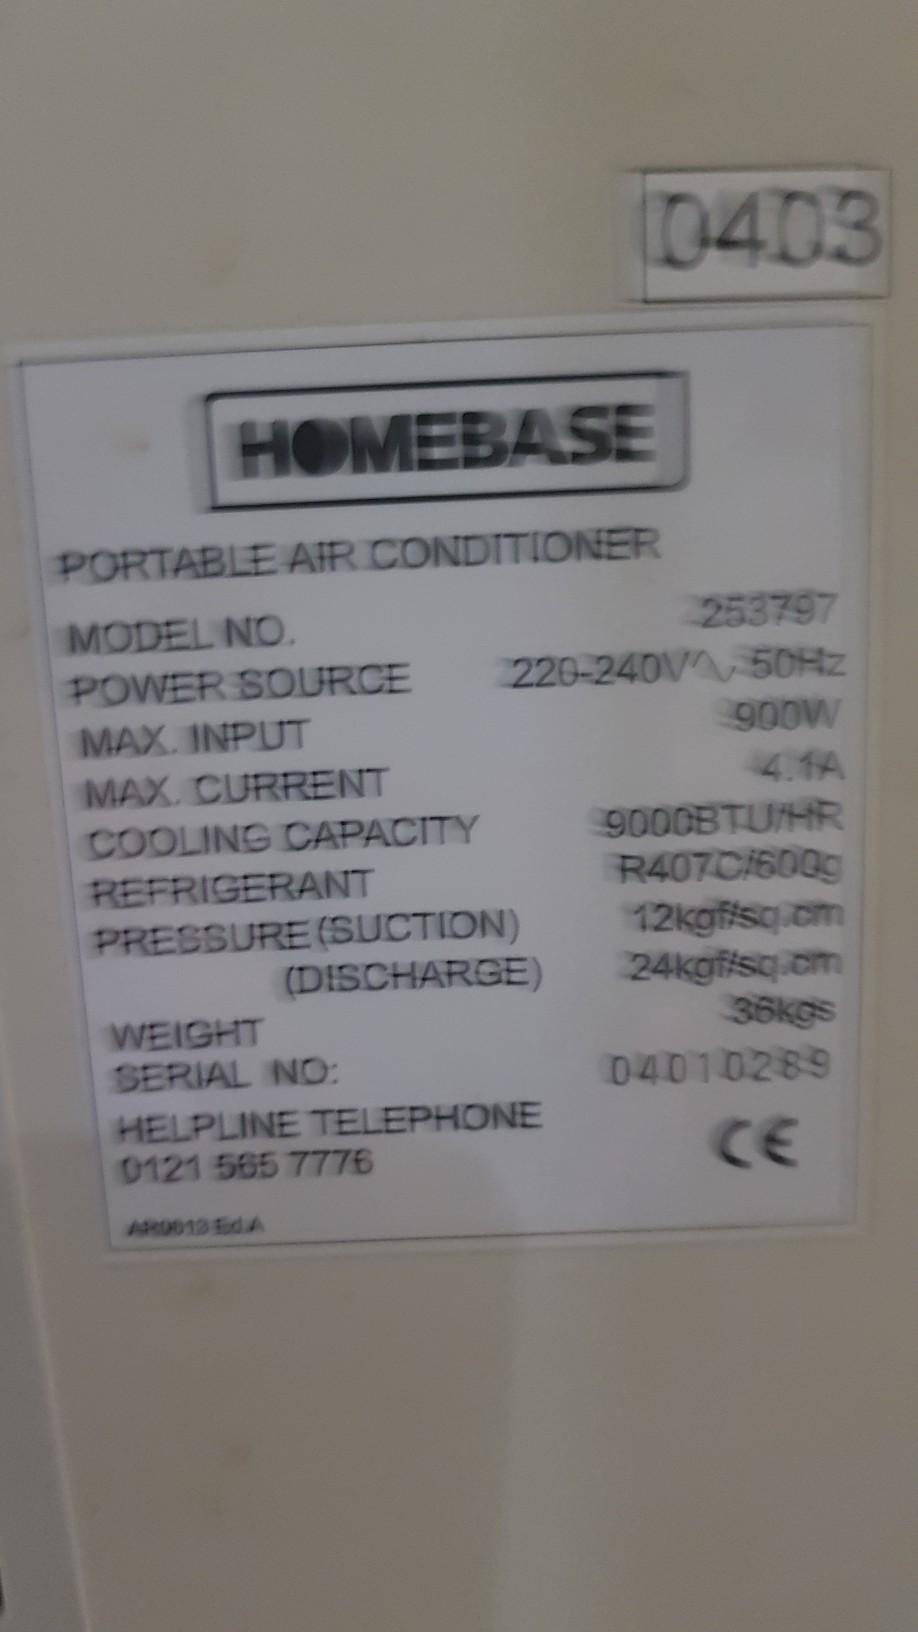 0403
HOMEBASE
PORTABLE AIR CONDITIONER
MODEL NO. 253797
POWER SOURCE 220-240V∿ 50Hz
MAX. INPUT 900W
MAX. CURRENT 4.1A
COOLING CAPACITY 9000BTU/HR
REFRIGERANT R407C/600g
PRESSURE (SUCTION) 12kgf/sq.cm
(DISCHARGE) 24kgf/sq.cm
WEIGHT 36kgs
SERIAL NO: 04010289
HELPLINE TELEPHONE
0121 565 7776
CE
AR0013 Ed.A